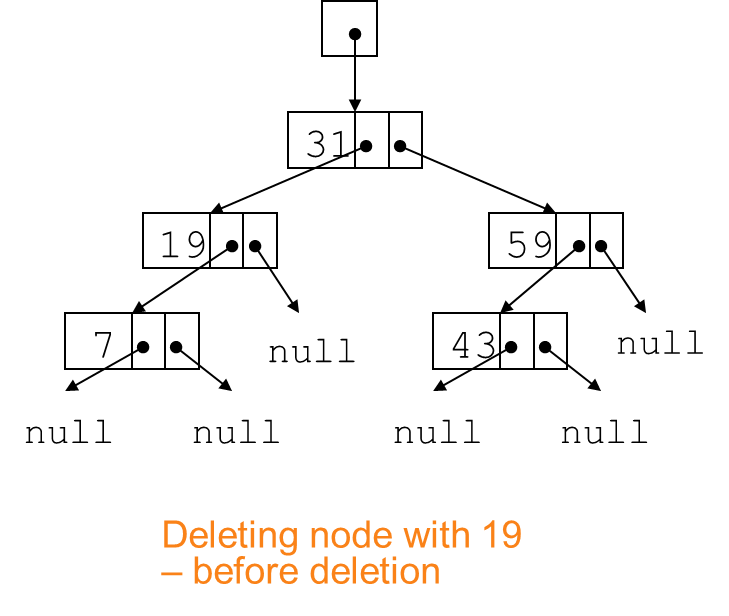 31
19
59
7
null
43
null
null
null
null
null
Deleting node with 19
– before deletion